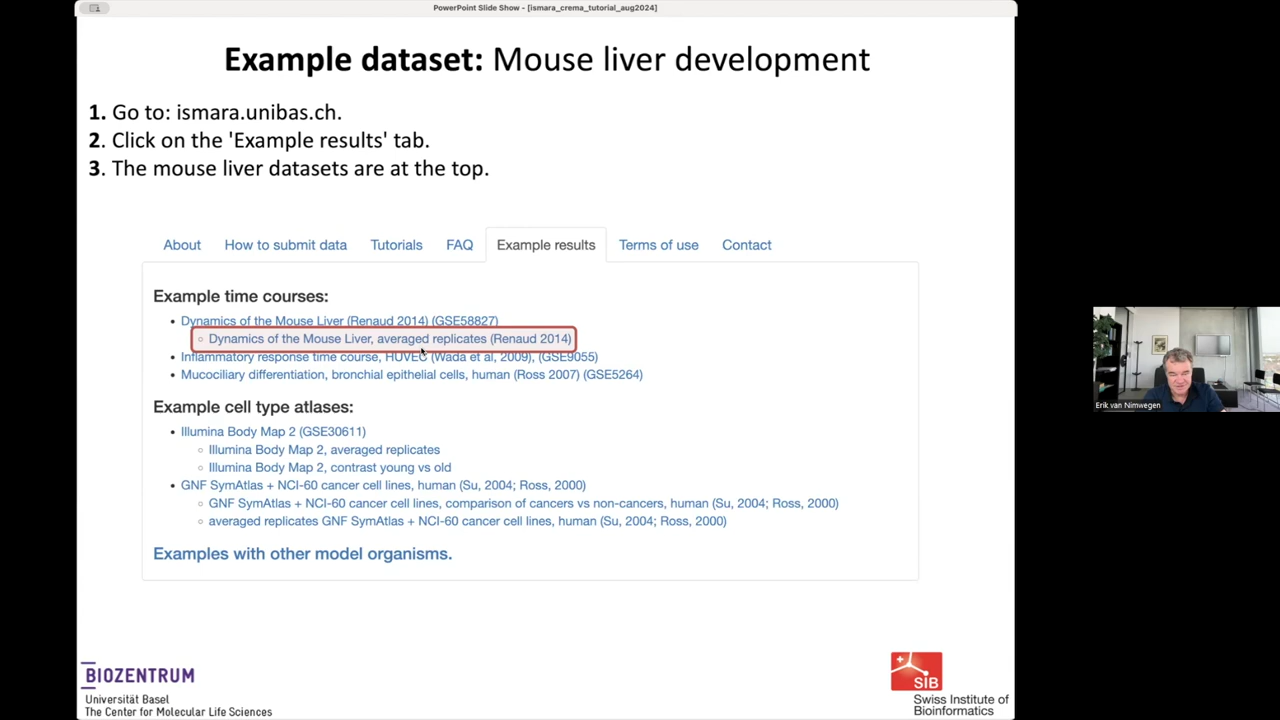 PowerPoint Slide Show - [ismara_crema_tutorial_aug2024]
Example dataset: Mouse liver development
1. Go to: ismara.unibas.ch.
2. Click on the 'Example results' tab.
3. The mouse liver datasets are at the top.
About How to submit data Tutorials FAQ Example results Terms of use Contact
Example time courses:
• Dynamics of the Mouse Liver (Renaud 2014) (GSE58827)
○ Dynamics of the Mouse Liver, averaged replicates (Renaud 2014)
• Inflammatory response time course, HUVEC (Wada et al, 2009), (GSE9055)
• Mucociliary differentiation, bronchial epithelial cells, human (Ross 2007) (GSE5264)
Example cell type atlases:
• Illumina Body Map 2 (GSE30611)
○ Illumina Body Map 2, averaged replicates
○ Illumina Body Map 2, contrast young vs old
• GNF SymAtlas + NCI-60 cancer cell lines, human (Su, 2004; Ross, 2000)
○ GNF SymAtlas + NCI-60 cancer cell lines, comparison of cancers vs non-cancers, human (Su, 2004; Ross, 2000)
○ averaged replicates GNF SymAtlas + NCI-60 cancer cell lines, human (Su, 2004; Ross, 2000)
Examples with other model organisms.
Erik van Nimwegen
BIOZENTRUM
Universität Basel
The Center for Molecular Life Sciences
SIB
Swiss Institute of
Bioinformatics